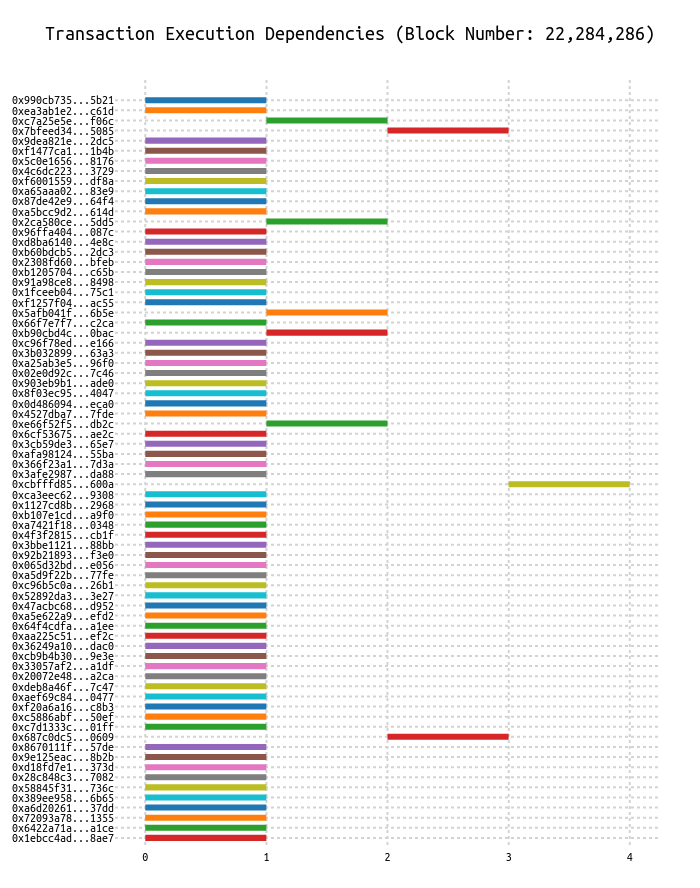 Transaction Execution Dependencies (Block Number: 22,284,286)
0x990cb735...5b21
0xea3ab1e2...c61d
0xc7a25e5e...f06c
0x7bfeed34...5085
0x9dea821e...2dc5
0xf1477ca1...1b4b
0x5c0e1656...8176
0x4c6dc223...3729
0xf6001559...df8a
0xa65aaa02...83e9
0x87de42e9...64f4
0xa5bcc9d2...614d
0x2ca580ce...5dd5
0x96ffa404...087c
0xd8ba6140...4e8c
0xb60bdcb5...2dc3
0x2308fd60...bfeb
0xb1205704...c65b
0x91a98ce8...8498
0x1fceeb04...75c1
0xf1257f04...ac55
0x5afb041f...6b5e
0x66f7e7f7...c2ca
0xb90cbd4c...0bac
0xc96f78ed...e166
0x3b032899...63a3
0xa25ab3e5...96f0
0x02e0d92c...7c46
0x903eb9b1...ade0
0x8f03ec95...4047
0x0d486094...eca0
0x4527dba7...7fde
0xe66f52f5...db2c
0x6cf53675...ae2c
0x3cb59de3...65e7
0xafa98124...55ba
0x366f23a1...7d3a
0x3afe2987...da88
0xcbfffd85...600a
0xca3eec62...9308
0x1127cd8b...2968
0xb107e1cd...a9f0
0xa7421f18...0348
0x4f3f2815...cb1f
0x3bbe1121...88bb
0x92b21893...f3e0
0x065d32bd...e056
0xa5d9f22b...77fe
0xc96b5c0a...26b1
0x52892da3...3e27
0x47acbc68...d952
0xa5e622a9...efd2
0x64f4cdfa...a1ee
0xaa225c51...ef2c
0x36249a10...dac0
0xcb9b4b30...9e3e
0x33057af2...a1df
0x20072e48...a2ca
0xdeb8a46f...7c47
0xaef69c84...0477
0xf20a6a16...c8b3
0xc5886abf...50ef
0xc7d1333c...01ff
0x687c0dc5...0609
0x8670111f...57de
0x9e125eac...8b2b
0xd18fd7e1...373d
0x28c848c3...7082
0x58845f31...736c
0x389ee958...6b65
0xa6d20261...37dd
0x72093a78...1355
0x6422a71a...a1ce
0x1ebcc4ad...8ae7
0 1 2 3 4